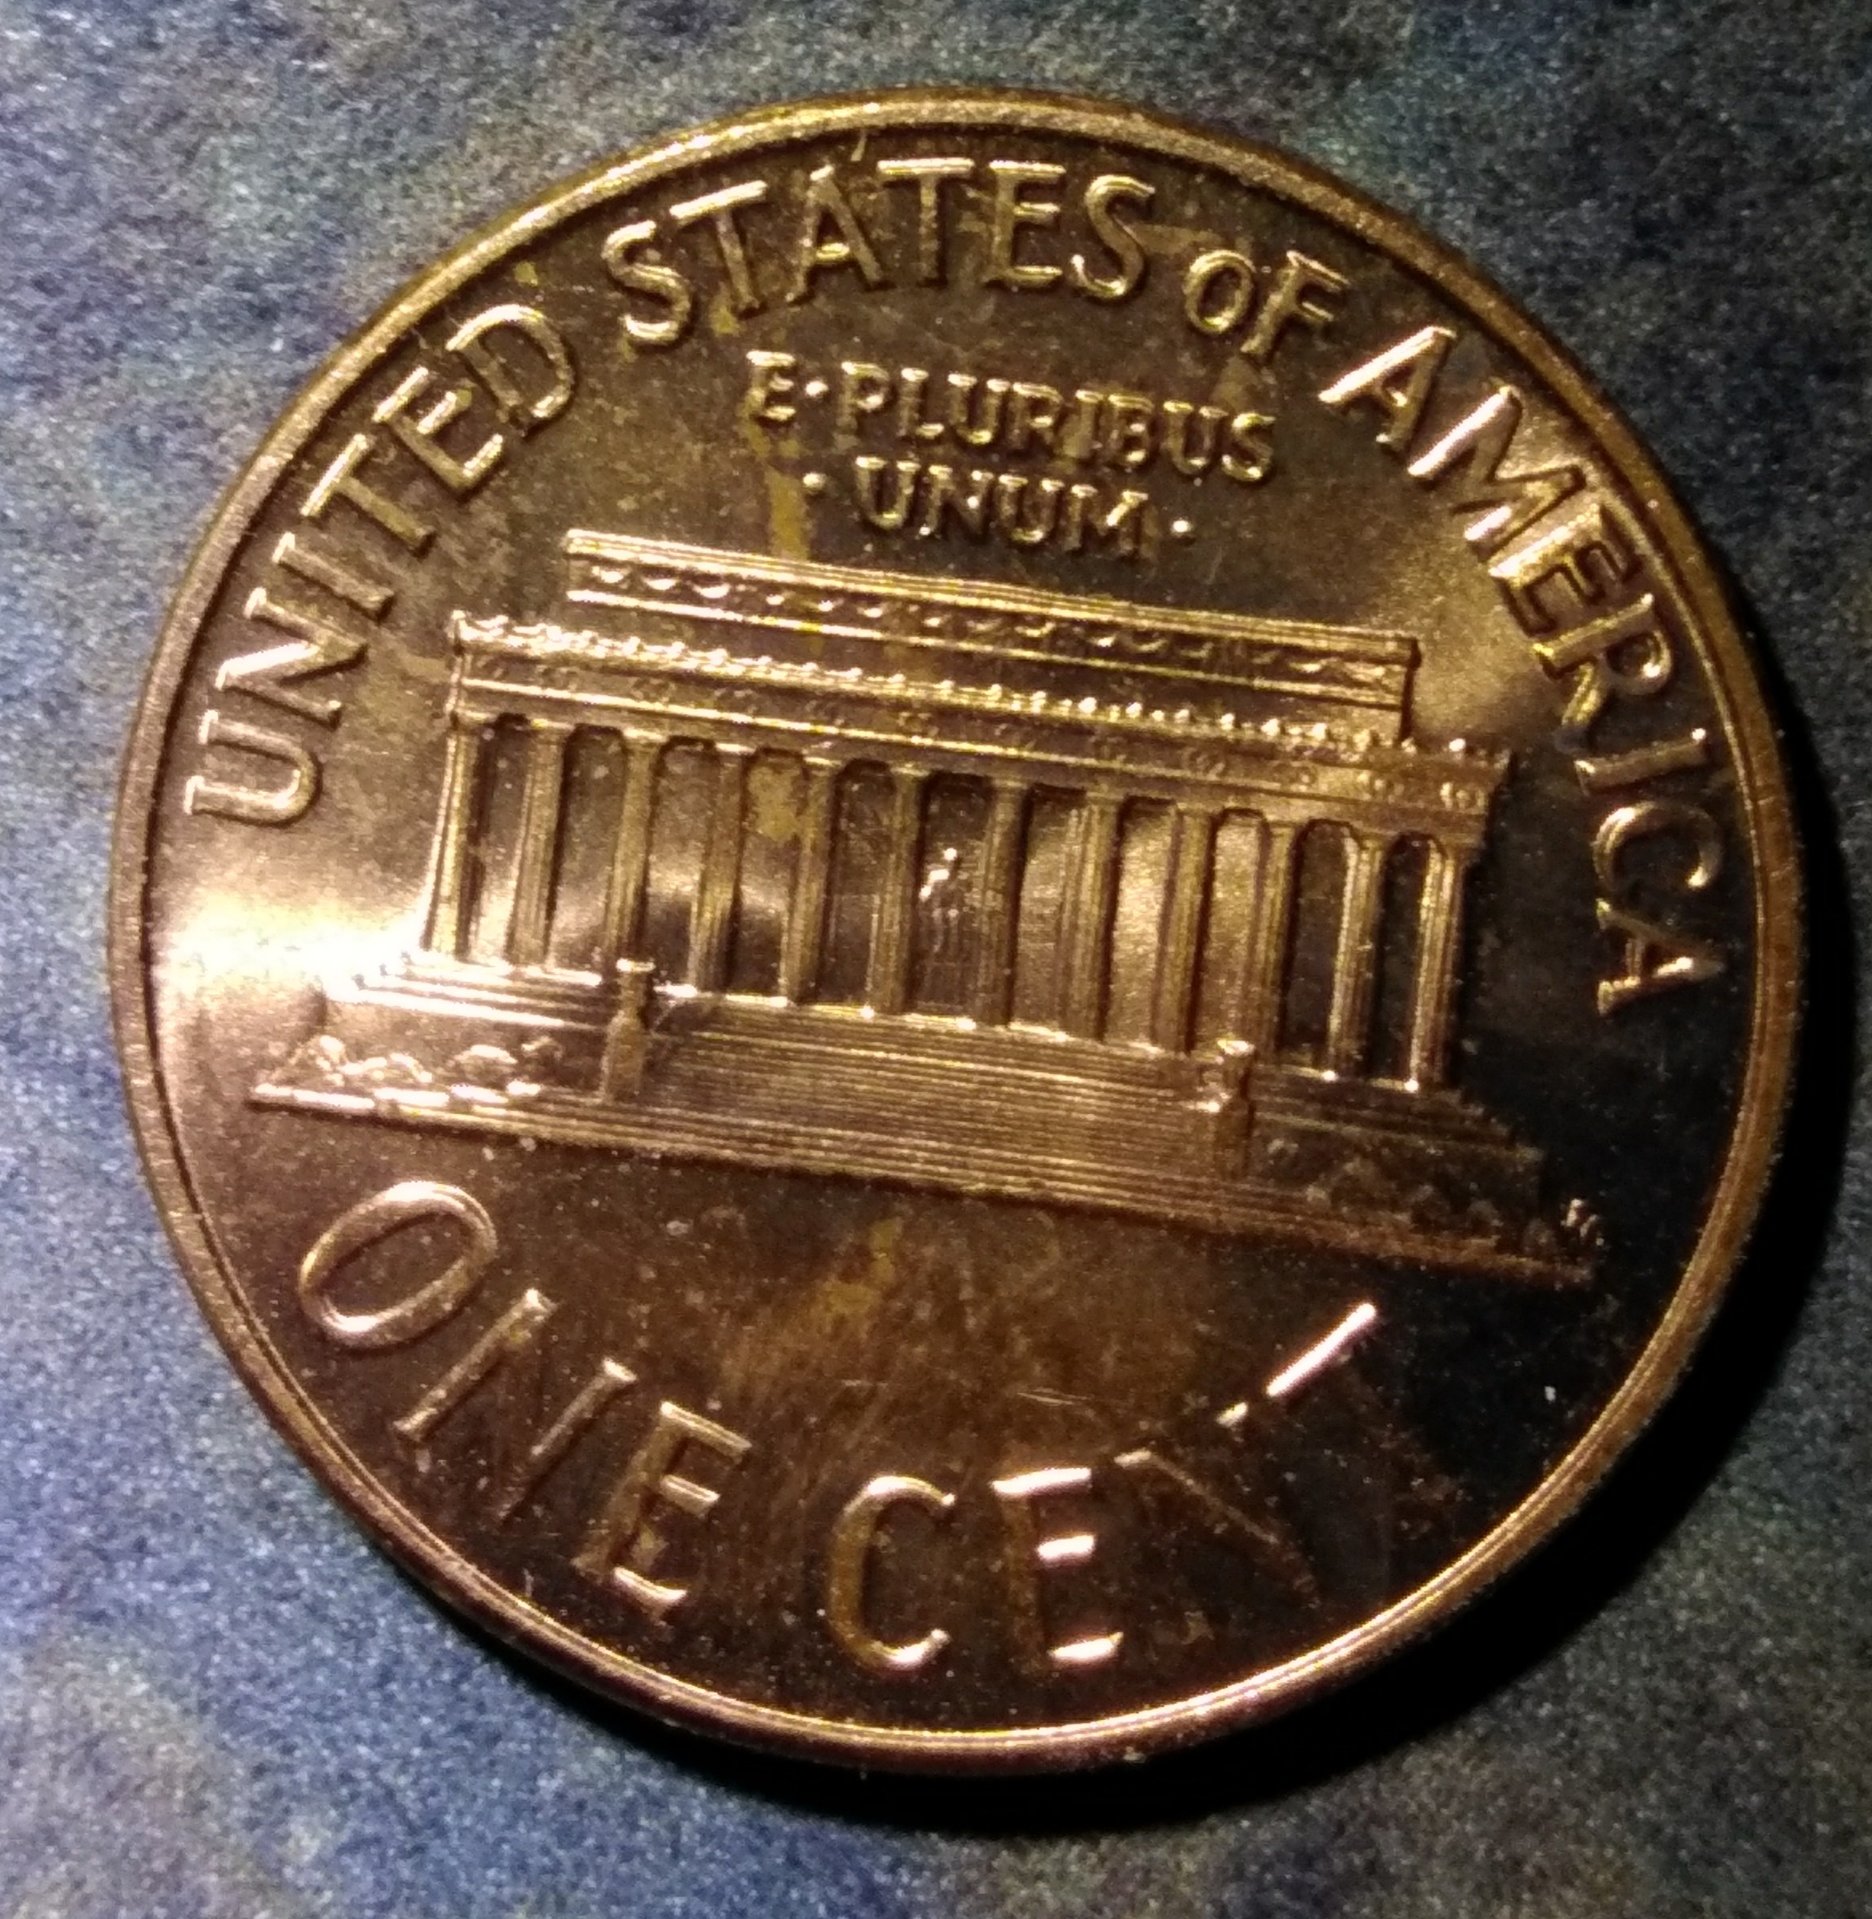 UNITED STATES OF AMERICA
E·PLURIBUS
·UNUM·
ONE CENT